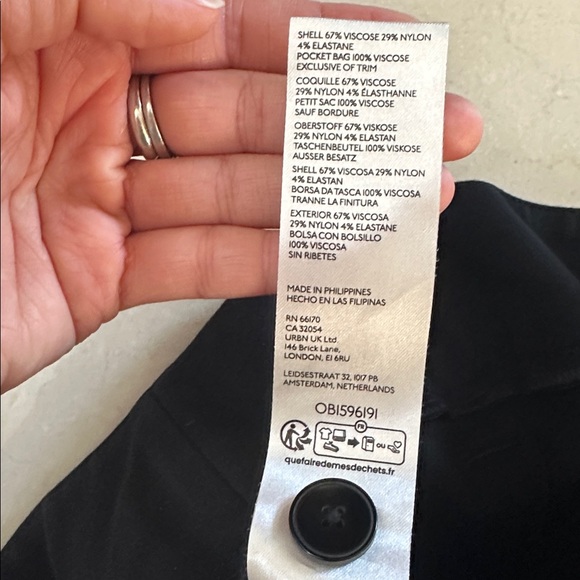 SHELL 67% VISCOSE 29% NYLON
4% ELASTANE
POCKET BAG 100% VISCOSE
EXCLUSIVE OF TRIM
COQUILLE 67% VISCOSE
29% NYLON 4% ÉLASTHANNE
PETIT SAC 100% VISCOSE
SAUF BORDURE
OBERSTOFF 67% VISKOSE
29% NYLON 4% ELASTAN
TASCHENBEUTEL 100% VISKOSE
AUSSER BESATZ
SHELL 67% VISCOSA 29% NYLON
4% ELASTAN
BORSA DA TASCA 100% VISCOSA
TRANNE LA FINITURA
EXTERIOR 67% VISCOSA
29% NYLON 4% ELASTANE
BOLSA CON BOLSILLO
100% VISCOSA
SIN RIBETES
MADE IN PHILIPPINES
HECHO EN LAS FILIPINAS
RN 66170
CA 32054
URBN UK Ltd
146 Brick Lane,
LONDON, E1 6RU
LEIDSESTRAAT 32, 1017 PB
AMSTERDAM, NETHERLANDS
OB1596191
FR
OU
quefairedemesdechets.fr